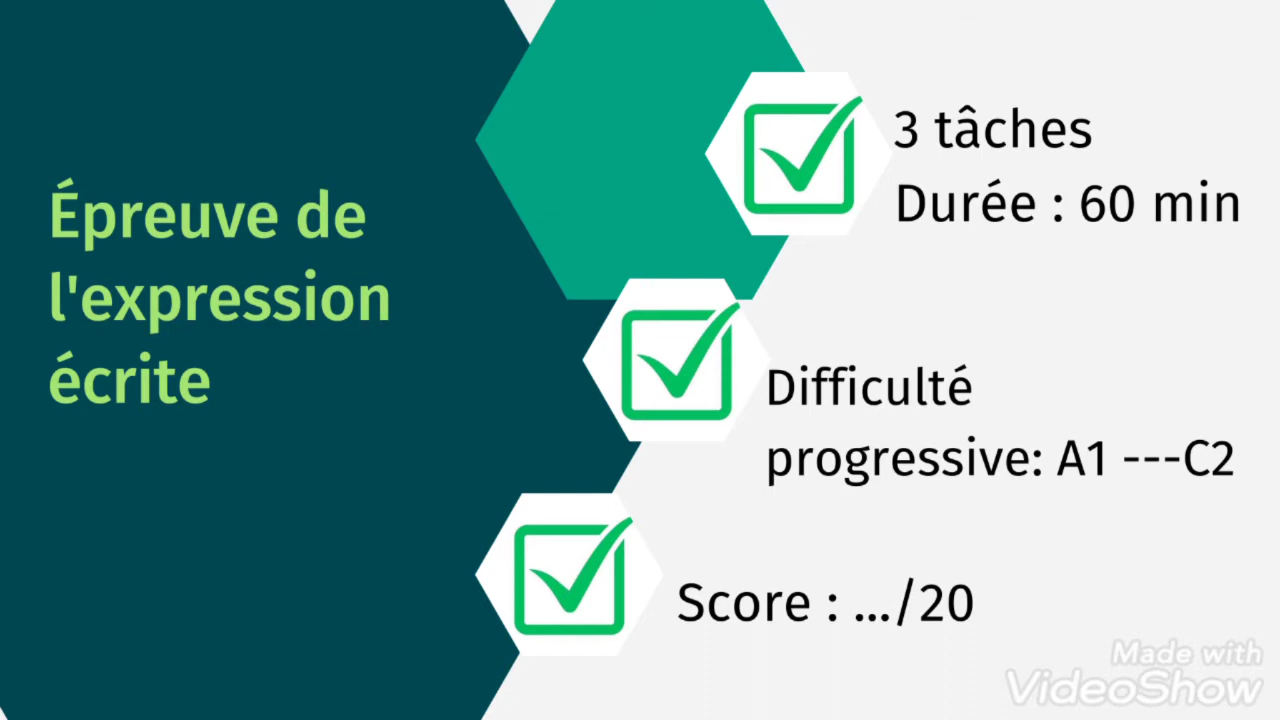 Épreuve de
l'expression
écrite
3 tâches
Durée : 60 min
Difficulté
progressive: A1 ---C2
Score : .../20
Made with
VideoShow